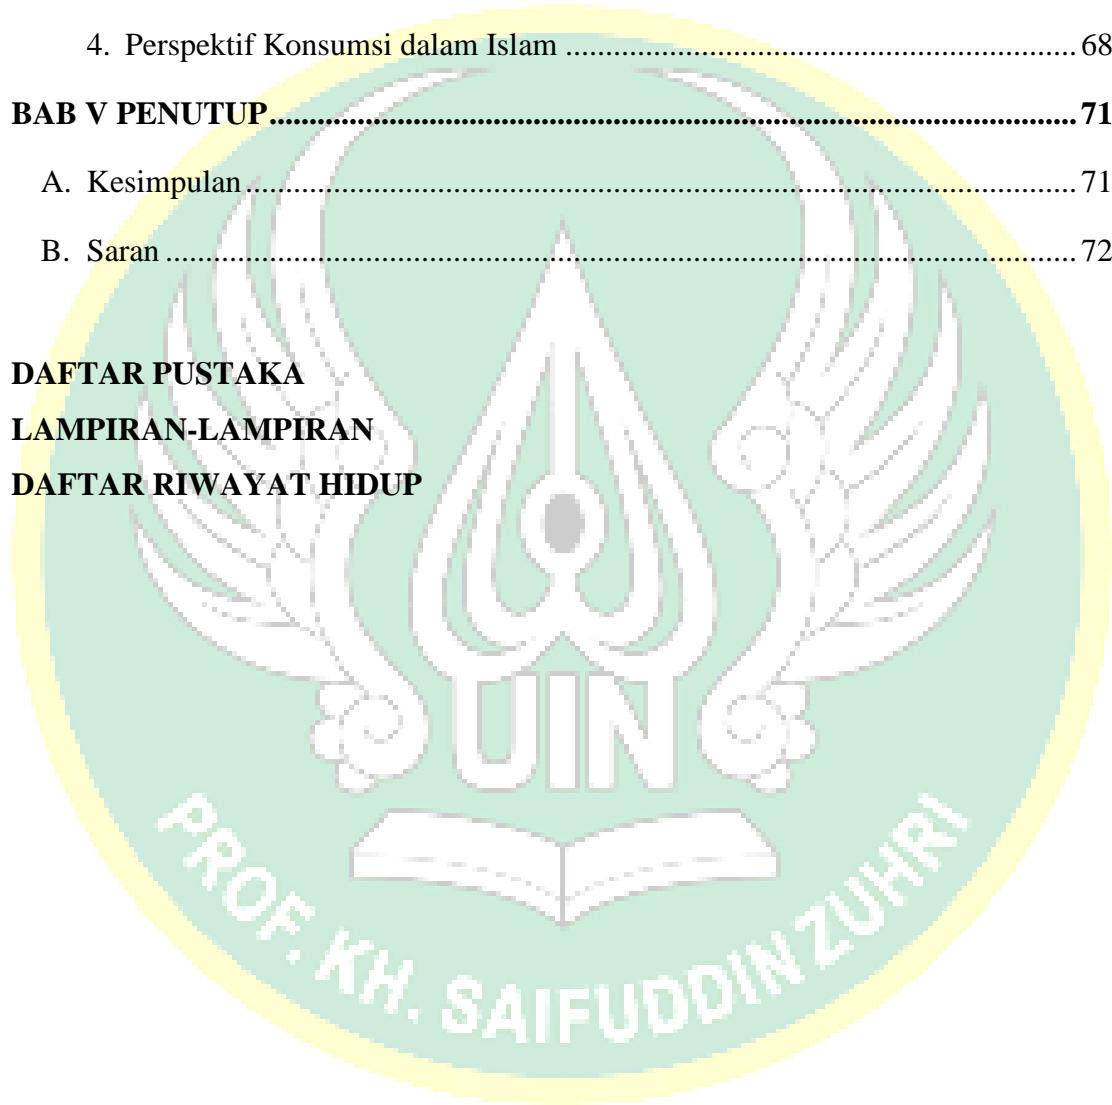 4. Perspektif Konsumsi dalam Islam ................................................................ 68
BAB V PENUTUP..................................................................................................... 71
A. Kesimpulan ........................................................................................................ 71
B. Saran .................................................................................................................. 72
DAFTAR PUSTAKA
LAMPIRAN-LAMPIRAN
DAFTAR RIWAYAT HIDUP
UIN
PROF. KH. SAIFUDDIN ZUHRI